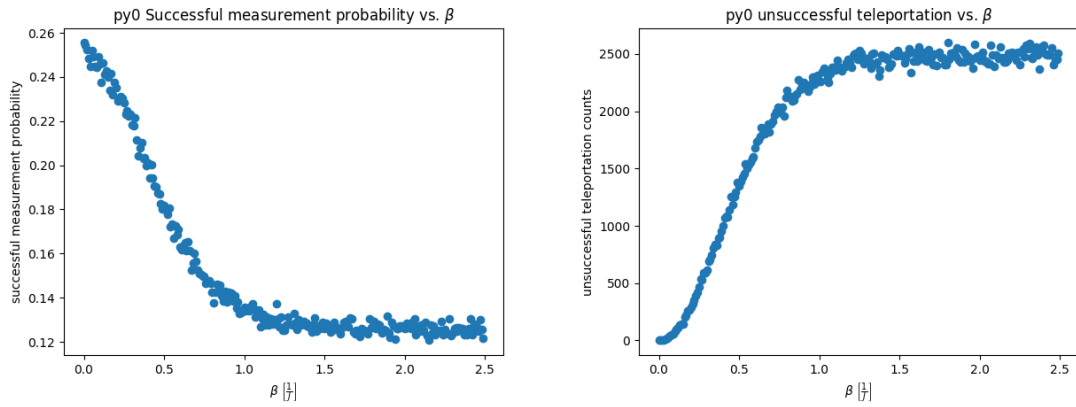 py0 Successful measurement probability vs. β
successful measurement probability
0.26
0.24
0.22
0.20
0.18
0.16
0.14
0.12
0.0 0.5 1.0 1.5 2.0 2.5
β [1/J]
py0 unsuccessful teleportation vs. β
unsuccessful teleportation counts
2500
2000
1500
1000
500
0
0.0 0.5 1.0 1.5 2.0 2.5
β [1/J]